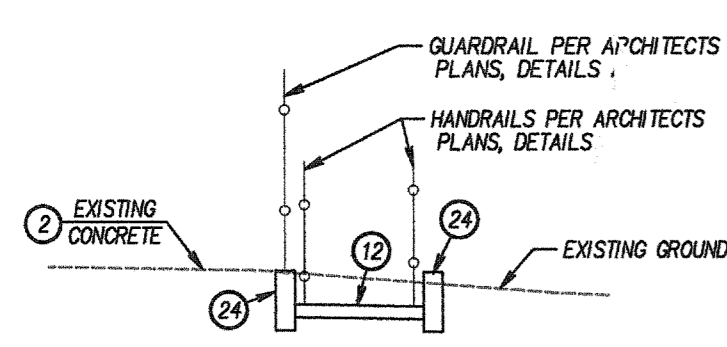 GUARDRAIL PER ARCHITECTS
PLANS, DETAILS
HANDRAILS PER ARCHITECTS
PLANS, DETAILS
2
EXISTING
CONCRETE
24
12
EXISTING GROUND
24